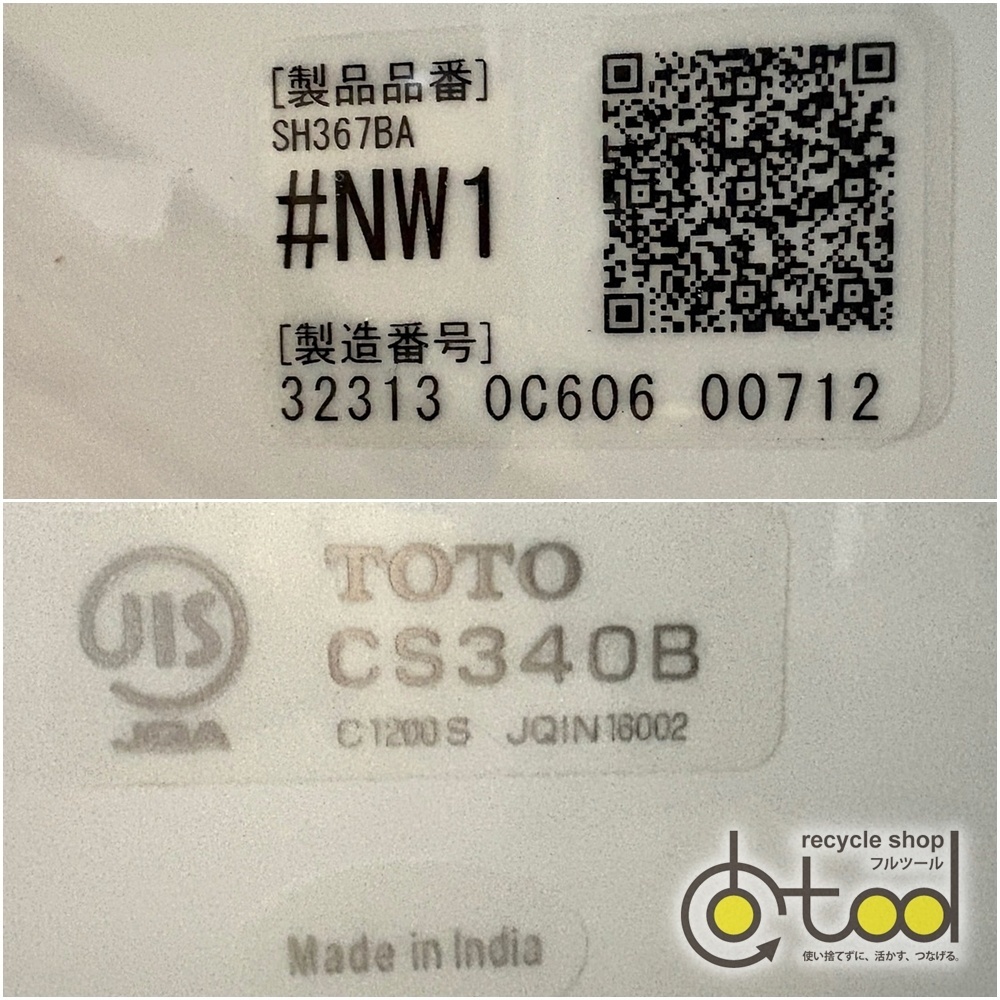 [製品品番]
SH367BA
#NW1
[製造番号]
32313 0C606 00712
JIS
JQA
TOTO
CS340B
C1200S JQIN16002
Made in India
recycle shop
フルツール
tool
使い捨てずに、活かす、つなげる。